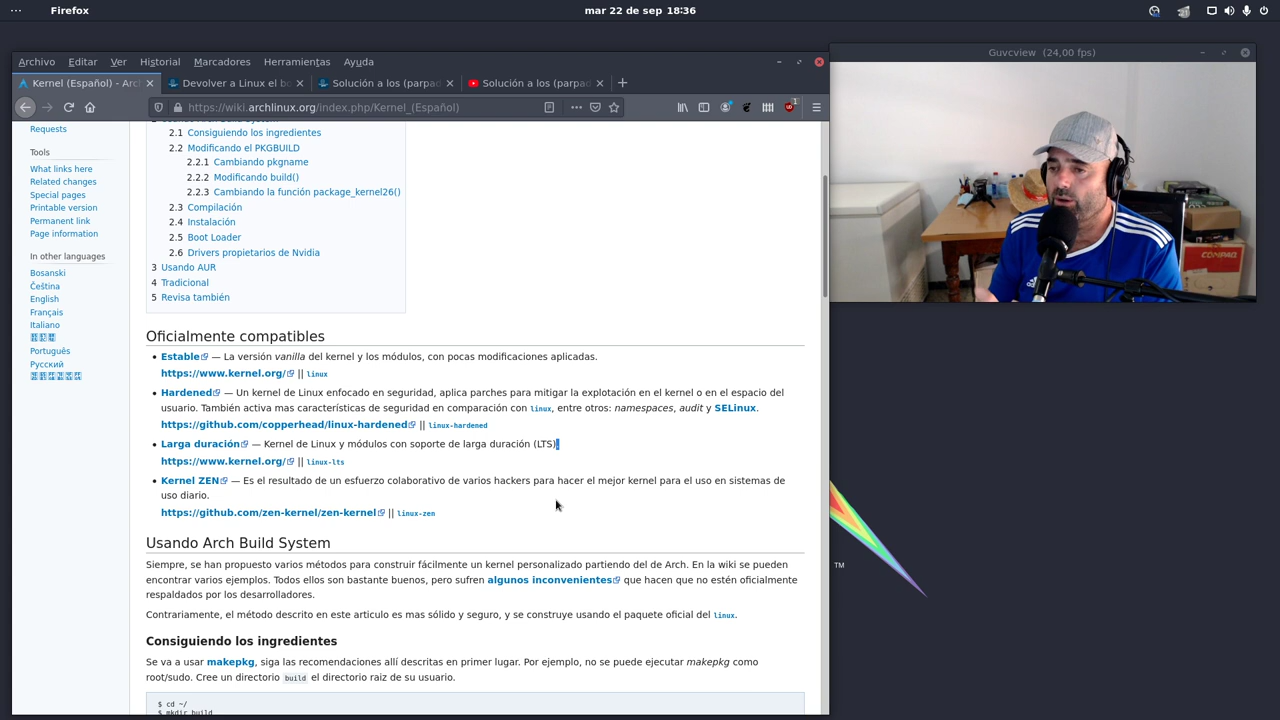 Firefox
mar 22 de sep 18:36
Guvcview (24,00 fps)
Archivo Editar Ver Historial Marcadores Herramientas Ayuda
Kernel (Español) - Arc
Devolver a Linux el bo
Solución a los (parpad
Solución a los (parpad
https://wiki.archlinux.org/index.php/Kernel_(Español)
1
Requests
Tools
What links here
Related changes
Special pages
Printable version
Permanent link
Page information
In other languages
Bosanski
Čeština
English
Français
Italiano
Português
Русский
2.1 Consiguiendo los ingredientes
2.2 Modificando el PKGBUILD
2.2.1 Cambiando pkgname
2.2.2 Modificando build()
2.2.3 Cambiando la función package_kernel26()
2.3 Compilación
2.4 Instalación
2.5 Boot Loader
2.6 Drivers propietarios de Nvidia
3 Usando AUR
4 Tradicional
5 Revisa también
Oficialmente compatibles
• Estable — La versión vanilla del kernel y los módulos, con pocas modificaciones aplicadas.
https://www.kernel.org/ || linux
• Hardened — Un kernel de Linux enfocado en seguridad, aplica parches para mitigar la explotación en el kernel o en el espacio del
usuario. También activa mas características de seguridad en comparación con linux, entre otros: namespaces, audit y SELinux.
https://github.com/copperhead/linux-hardened || linux-hardened
• Larga duración — Kernel de Linux y módulos con soporte de larga duración (LTS).
https://www.kernel.org/ || linux-lts
• Kernel ZEN — Es el resultado de un esfuerzo colaborativo de varios hackers para hacer el mejor kernel para el uso en sistemas de
uso diario.
https://github.com/zen-kernel/zen-kernel || linux-zen
Usando Arch Build System
Siempre, se han propuesto varios métodos para construir fácilmente un kernel personalizado partiendo del de Arch. En la wiki se pueden
encontrar varios ejemplos. Todos ellos son bastante buenos, pero sufren algunos inconvenientes que hacen que no estén oficialmente
respaldados por los desarrolladores.
Contrariamente, el método descrito en este articulo es mas sólido y seguro, y se construye usando el paquete oficial del linux.
Consiguiendo los ingredientes
Se va a usar makepkg, siga las recomendaciones allí descritas en primer lugar. Por ejemplo, no se puede ejecutar makepkg como
root/sudo. Cree un directorio build el directorio raiz de su usuario.
$ cd ~/
$ mkdir build
COMPAQ
TM